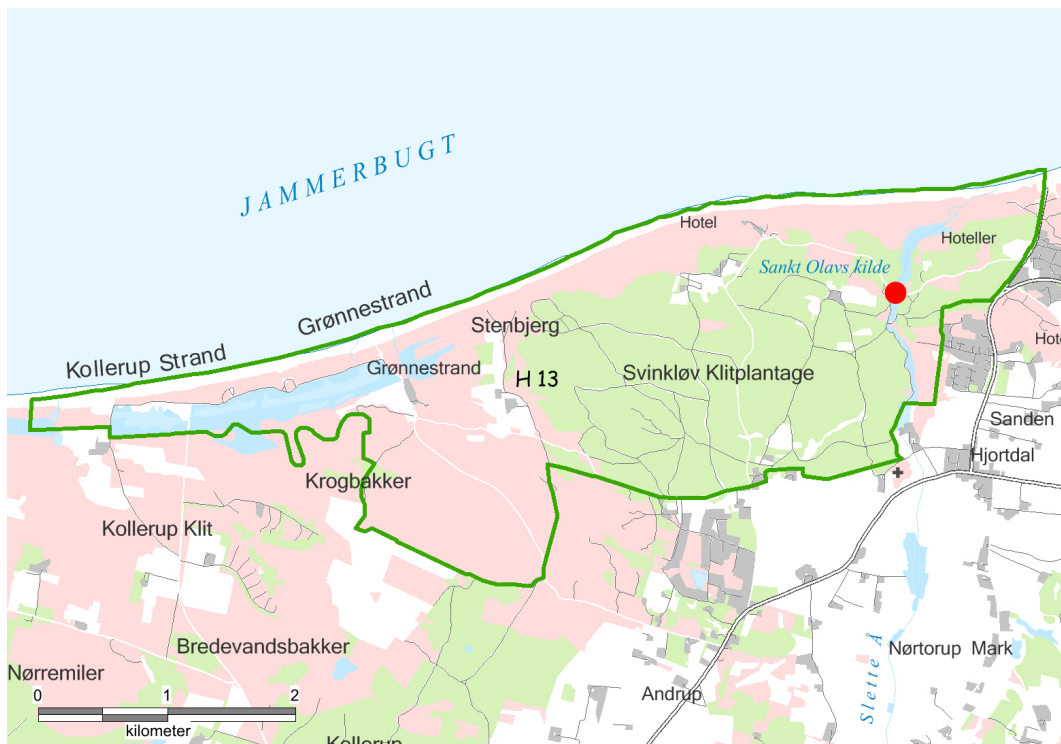 JAMMERBUGT
Hotel
Hoteller
Sankt Olavs kilde
Grønnestrand
Stenbjerg
Hote
Kollerup Strand
Grønnestrand
H 13
Svinkløv Klitplantage
Sanden
Hjortdal
Krogbakker
Kollerup Klit
Bredevandsbakker
Nørtorup Mark
Nørremiler
Slette Å
Andrup
0 1 2
kilometer
Kollerup